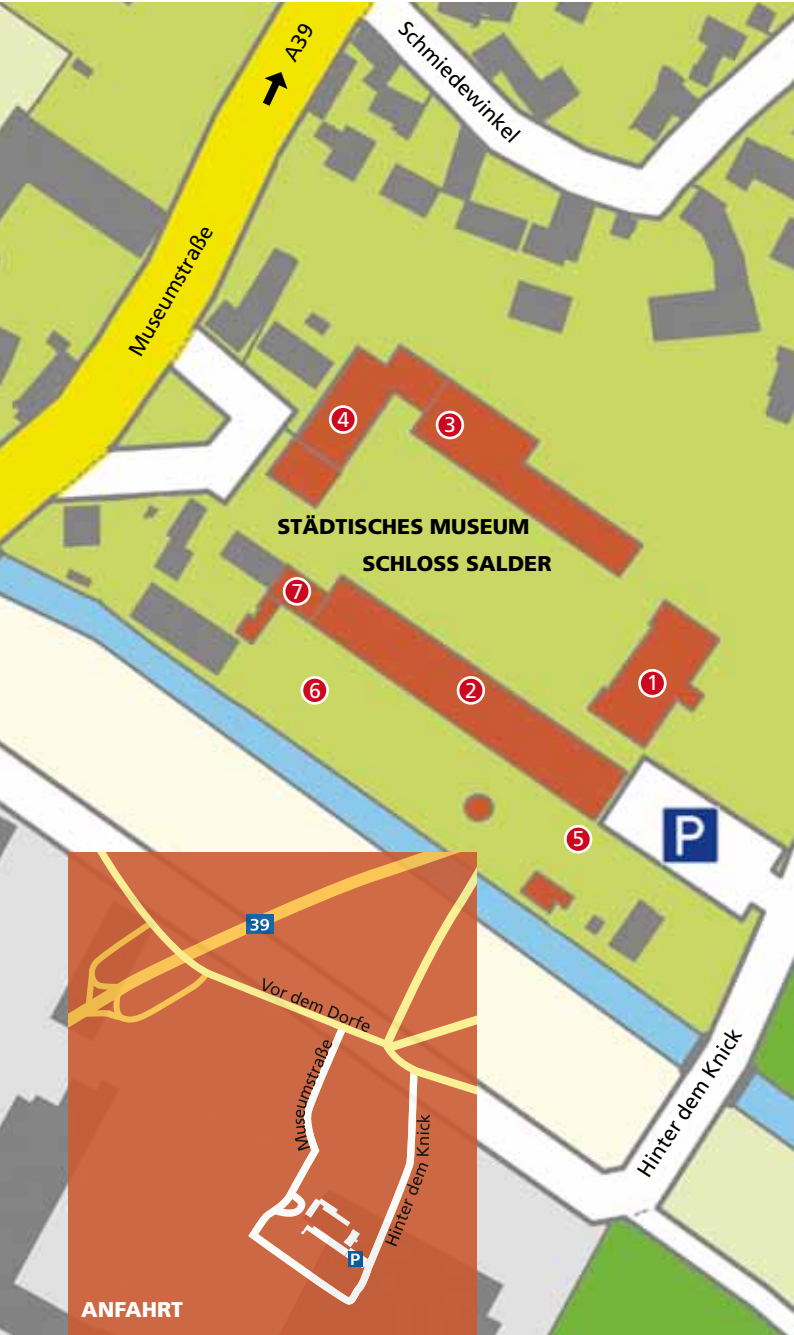 A39
Schmiedewinkel
Museumstraße
4
3
STÄDTISCHES MUSEUM
SCHLOSS SALDER
7
6
2
1
5
P
Hinter dem Knick
39
Vor dem Dorfe
Museumstraße
Hinter dem Knick
P
ANFAHRT